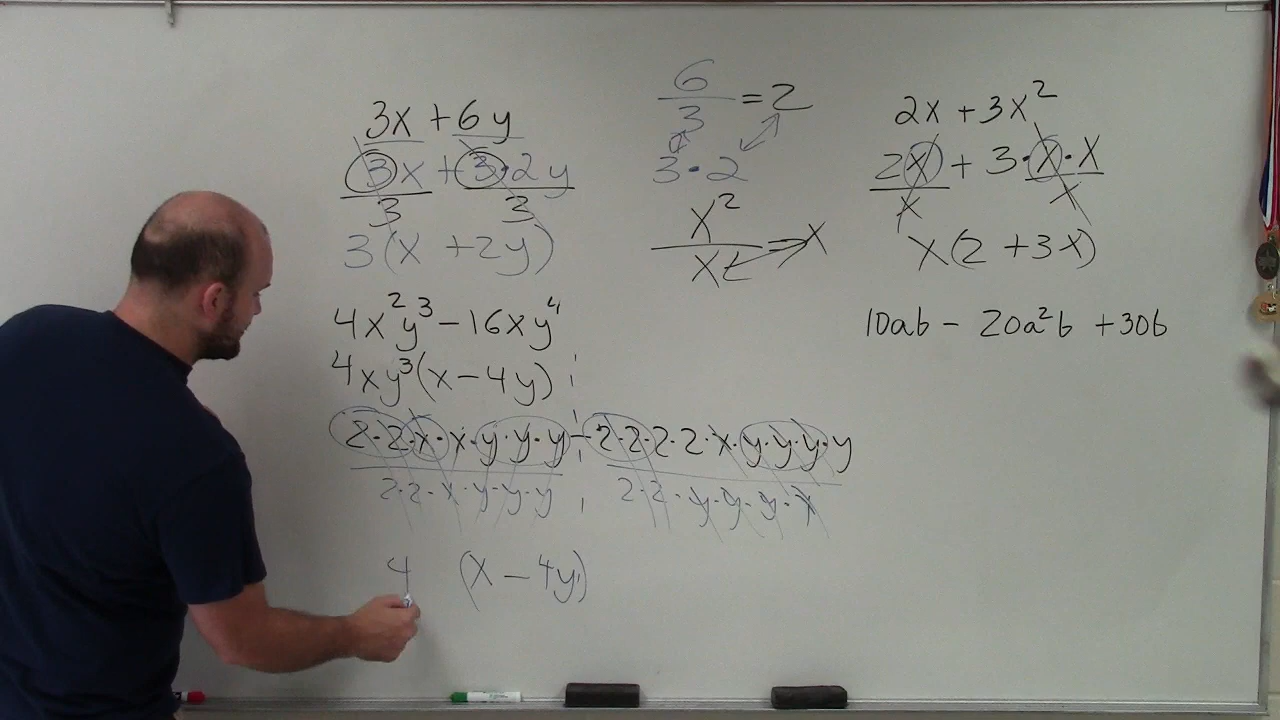 3x + 6y
3x + 3·2y
3 3
3(x + 2y)
4x²y³ - 16xy⁴
4xy³(x - 4y)
2·2·x·x·y·y·y - 2·2·2·2·x·y·y·y·y
2·2·x·y·y·y 2·2·y·y·y·x
4 (x - 4y)
6
3 = 2
3·2
x²
x = x
2x + 3x²
2x + 3·x·x
x x
x(2 + 3x)
10ab - 20a²b + 30b